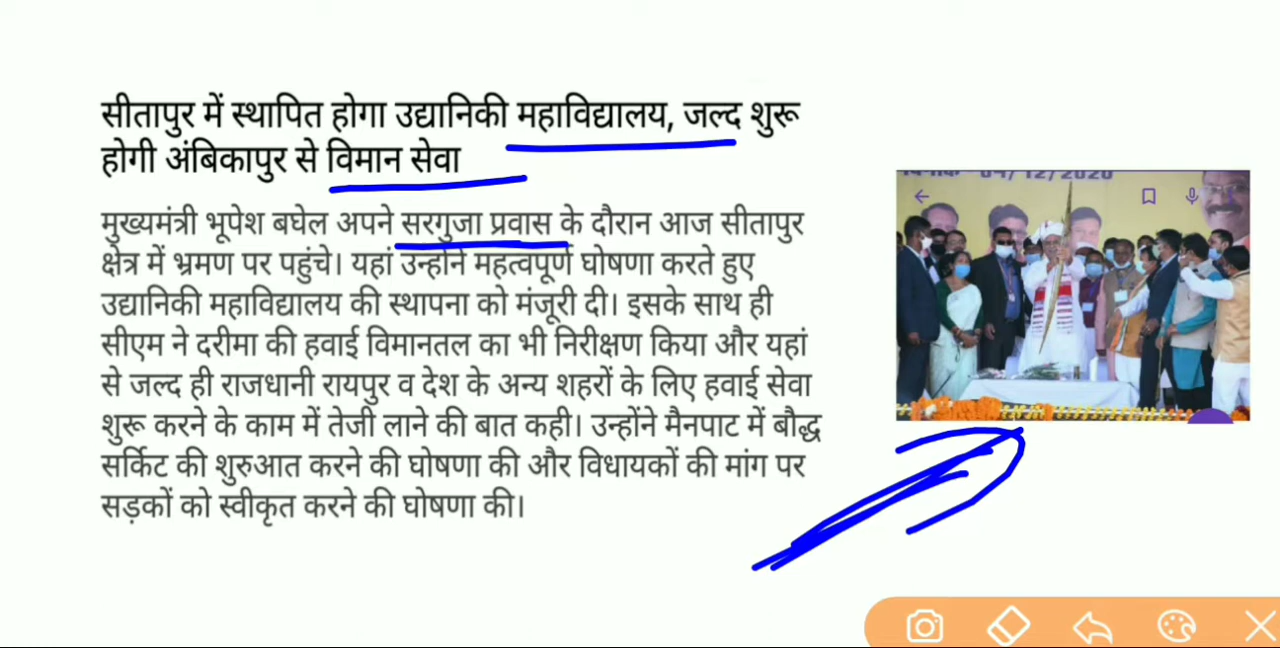 सीतापुर में स्थापित होगा उद्यानिकी महाविद्यालय, जल्द शुरू
होगी अंबिकापुर से विमान सेवा
मुख्यमंत्री भूपेश बघेल अपने सरगुजा प्रवास के दौरान आज सीतापुर
क्षेत्र में भ्रमण पर पहुंचे। यहां उन्होंने महत्वपूर्ण घोषणा करते हुए
उद्यानिकी महाविद्यालय की स्थापना को मंजूरी दी। इसके साथ ही
सीएम ने दरीमा की हवाई विमानतल का भी निरीक्षण किया और यहां
से जल्द ही राजधानी रायपुर व देश के अन्य शहरों के लिए हवाई सेवा
शुरू करने के काम में तेजी लाने की बात कही। उन्होंने मैनपाट में बौद्ध
सर्किट की शुरुआत करने की घोषणा की और विधायकों की मांग पर
सड़कों को स्वीकृत करने की घोषणा की।